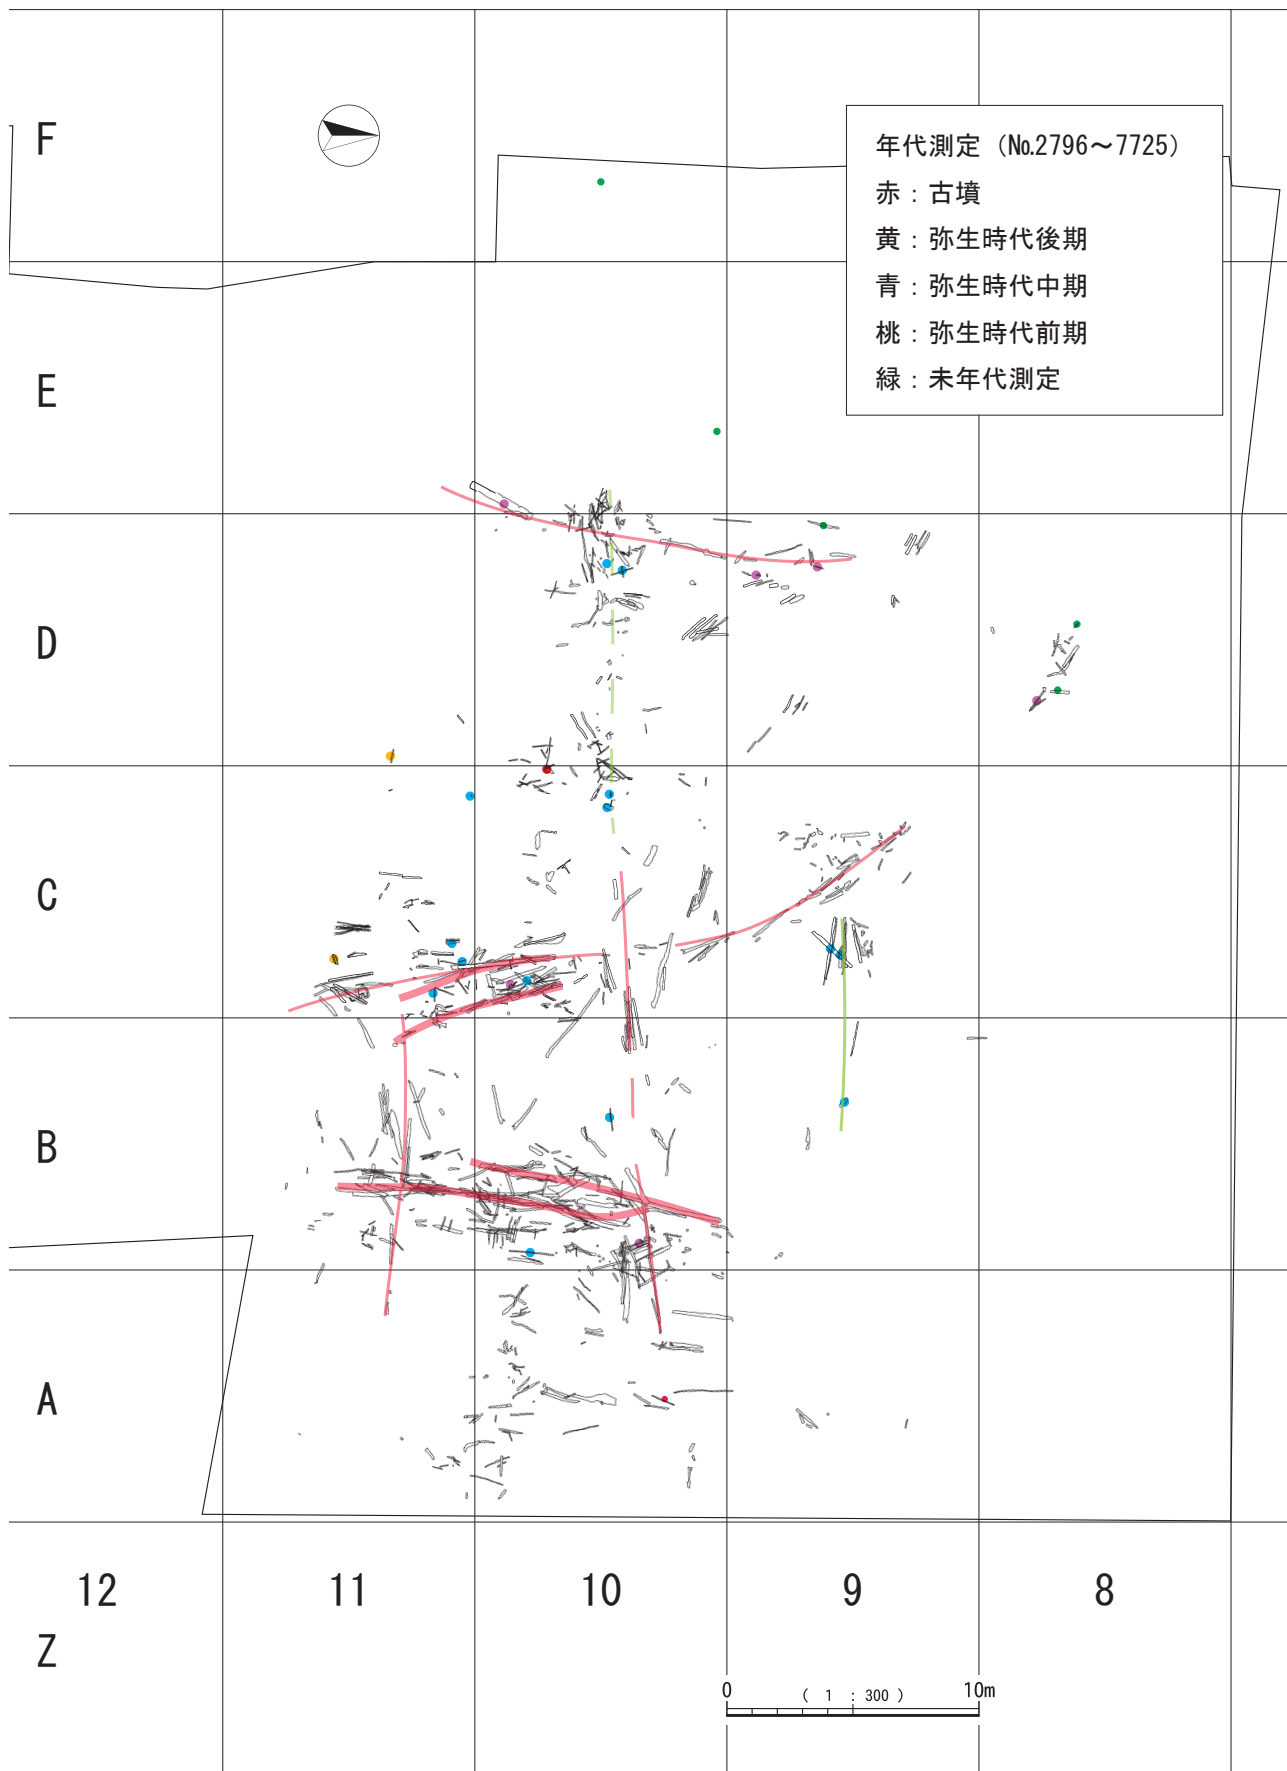 F
年代測定（No.2796～7725）
赤：古墳
黄：弥生時代後期
青：弥生時代中期
桃：弥生時代前期
緑：未年代測定
E
D
C
B
A
12 11 10 9 8
Z
0 （ 1 ： 300 ） 10m